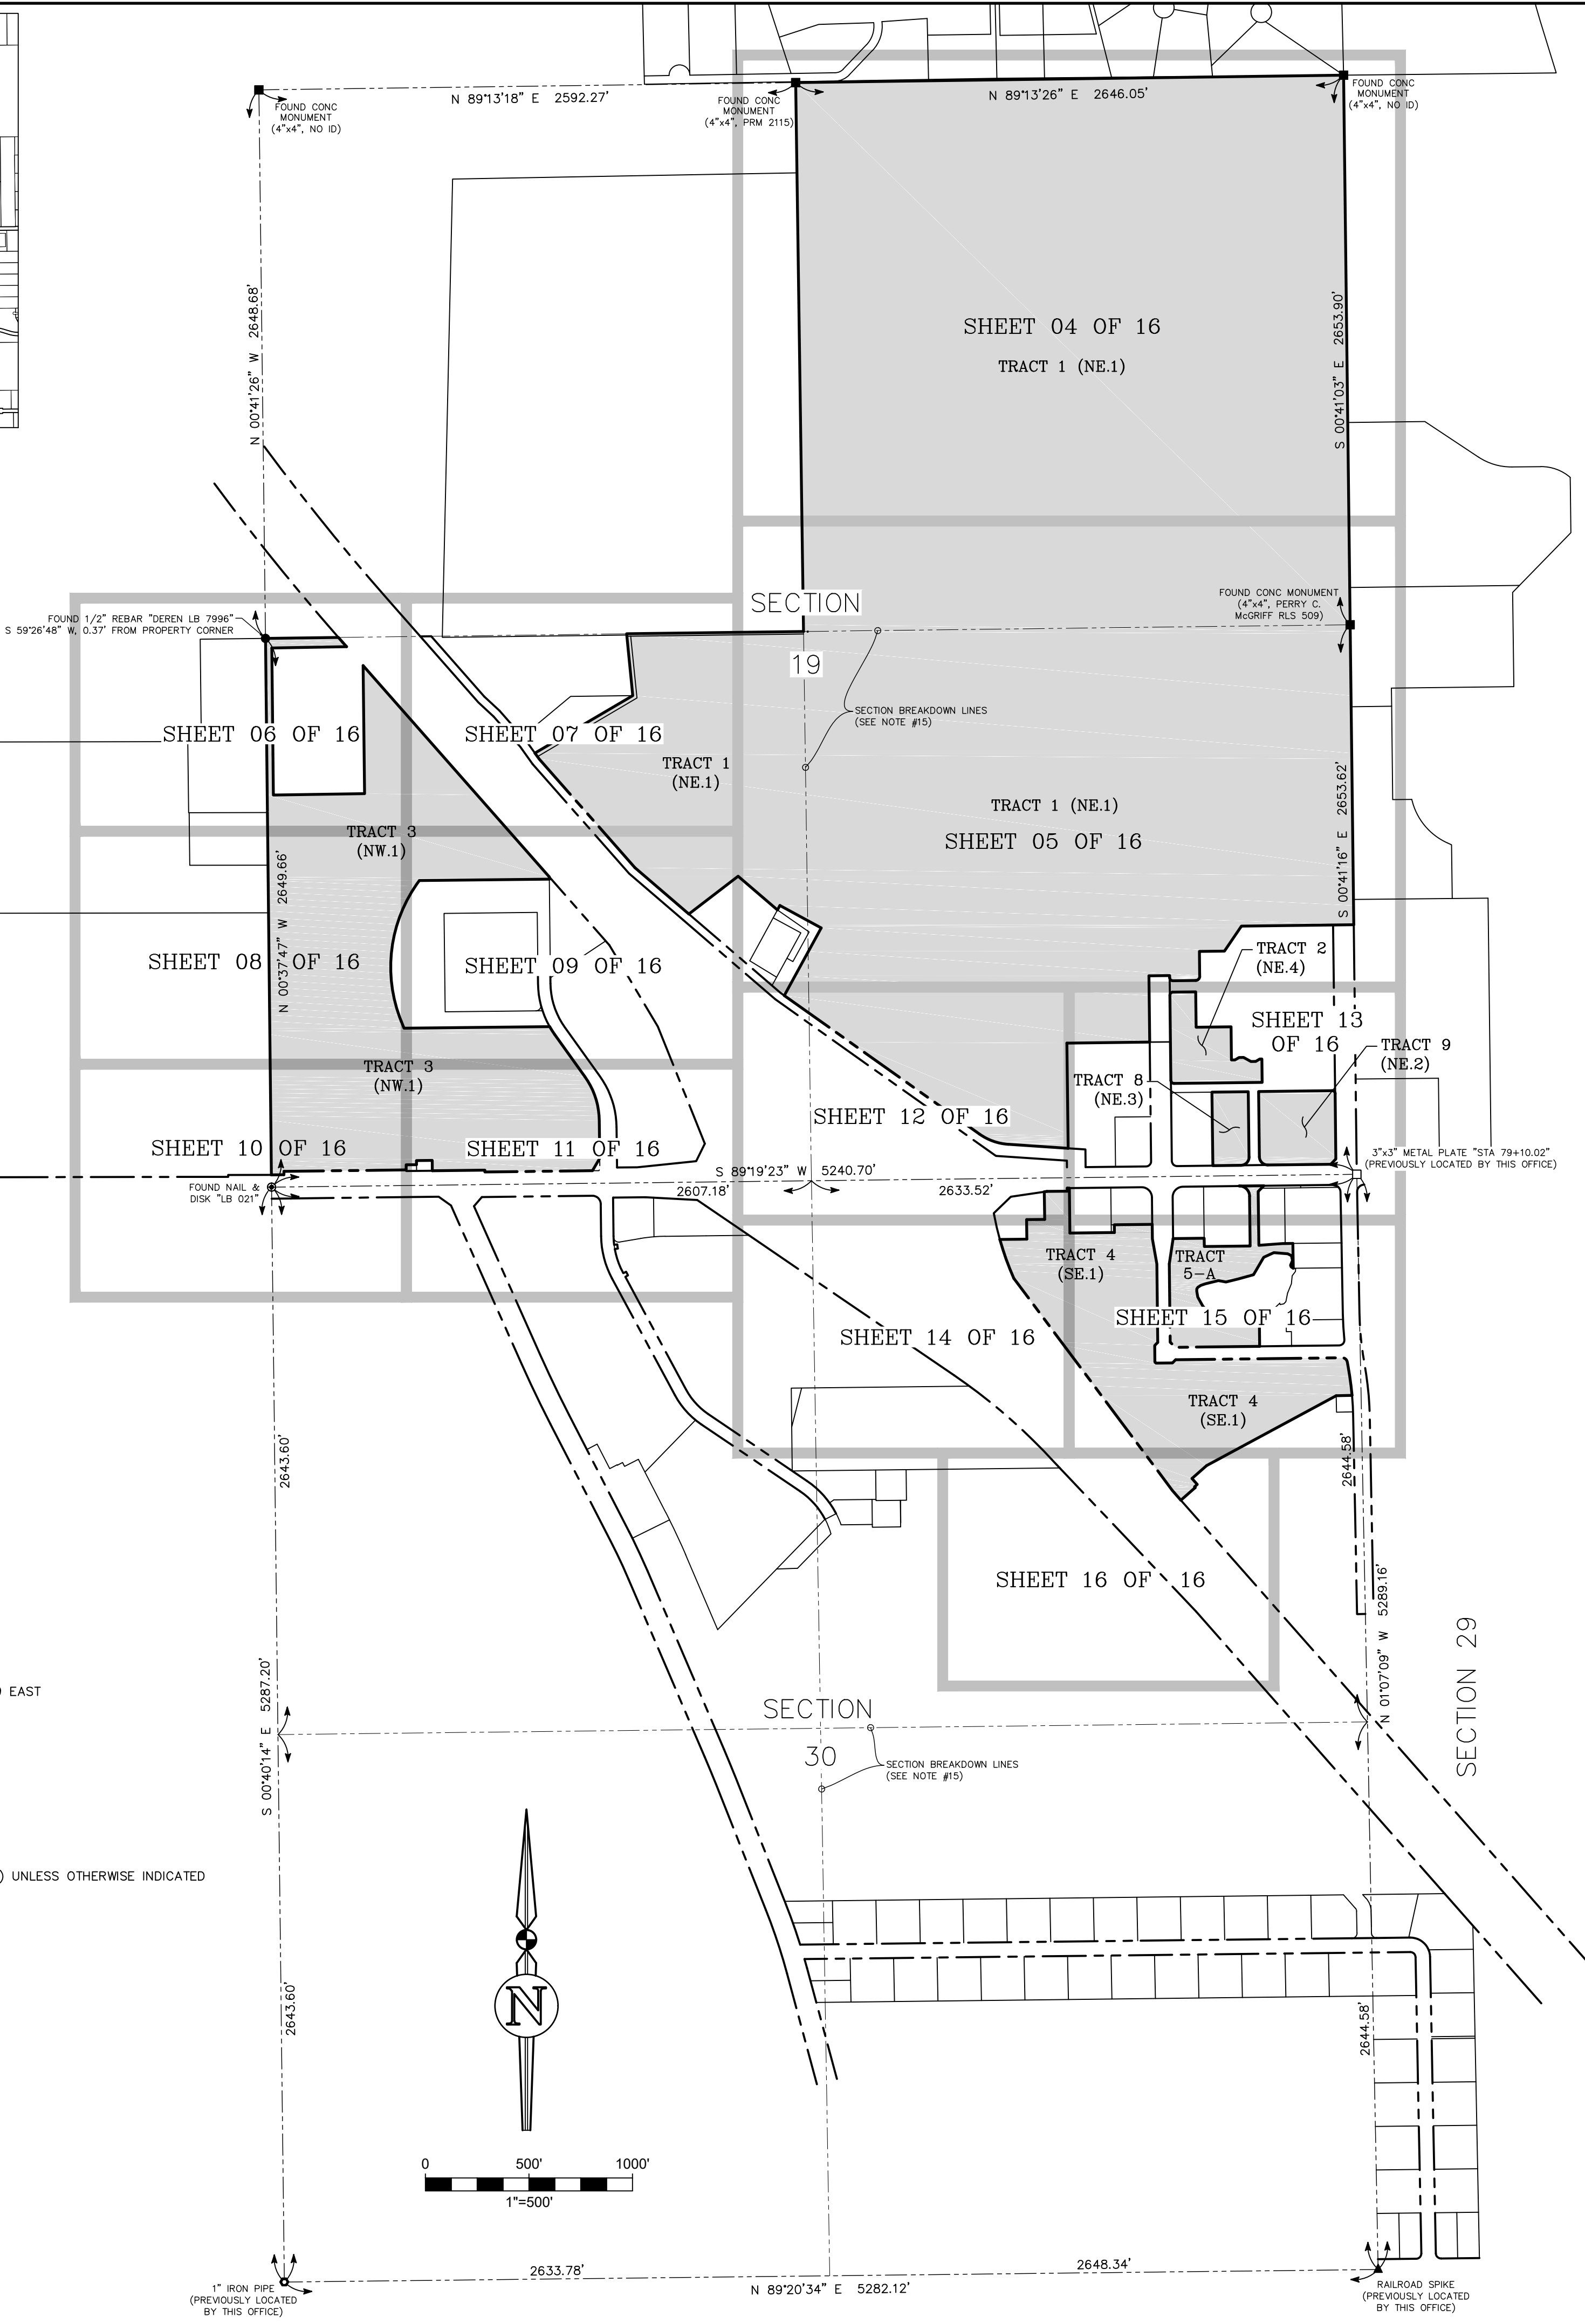 N 89°13'18" E 2592.27'
N 89°13'26" E 2646.05'
FOUND CONC
MONUMENT
(4"x4", NO ID)
FOUND CONC
MONUMENT
(4"x4", PRM 2115)
FOUND CONC
MONUMENT
(4"x4", NO ID)
N 00°41'26" W 2648.68'
S 00°41'03" E 2653.90'
SHEET 04 OF 16
TRACT 1 (NE.1)
FOUND 1/2" REBAR "DEREN LB 7996"
S 59°26'48" W, 0.37' FROM PROPERTY CORNER
SECTION
19
FOUND CONC MONUMENT
(4"x4", PERRY C.
McGRIFF RLS 509)
SECTION BREAKDOWN LINES
(SEE NOTE #15)
SHEET 06 OF 16
SHEET 07 OF 16
TRACT 1
(NE.1)
TRACT 1 (NE.1)
SHEET 05 OF 16
S 00°41'16" E 2653.62'
TRACT 3
(NW.1)
N 00°37'47" W 2649.66'
SHEET 08 OF 16
SHEET 09 OF 16
TRACT 2
(NE.4)
SHEET 13
OF 16
TRACT 9
(NE.2)
TRACT 8
(NE.3)
TRACT 3
(NW.1)
SHEET 12 OF 16
SHEET 10 OF 16
SHEET 11 OF 16
3"x3" METAL PLATE "STA 79+10.02"
(PREVIOUSLY LOCATED BY THIS OFFICE)
S 89°19'23" W 5240.70'
2607.18'
2633.52'
FOUND NAIL &
DISK "LB 021"
TRACT 4
(SE.1)
TRACT
5-A
SHEET 15 OF 16
SHEET 14 OF 16
TRACT 4
(SE.1)
2643.60'
2644.58'
SHEET 16 OF 16
N 01°07'09" W 5289.16'
SECTION 29
S 00°40'14" E 5287.20'
EAST
SECTION
30
SECTION BREAKDOWN LINES
(SEE NOTE #15)
) UNLESS OTHERWISE INDICATED
N
2643.60'
2644.58'
0 500' 1000'
1"=500'
2633.78'
2648.34'
N 89°20'34" E 5282.12'
1" IRON PIPE
(PREVIOUSLY LOCATED
BY THIS OFFICE)
RAILROAD SPIKE
(PREVIOUSLY LOCATED
BY THIS OFFICE)